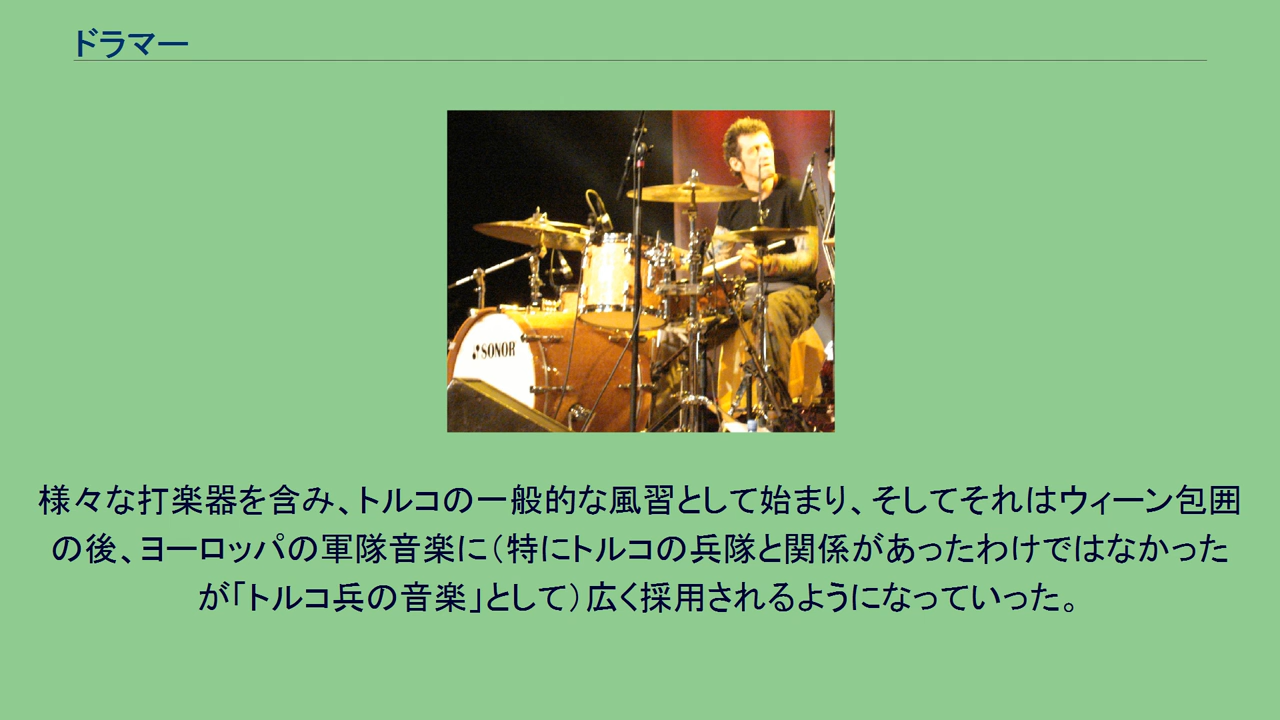 ドラマー
SONOR
様々な打楽器を含み、トルコの一般的な風習として始まり、そしてそれはウィーン包囲
の後、ヨーロッパの軍隊音楽に(特にトルコの兵隊と関係があったわけではなかった
が「トルコ兵の音楽」として)広く採用されるようになっていった。